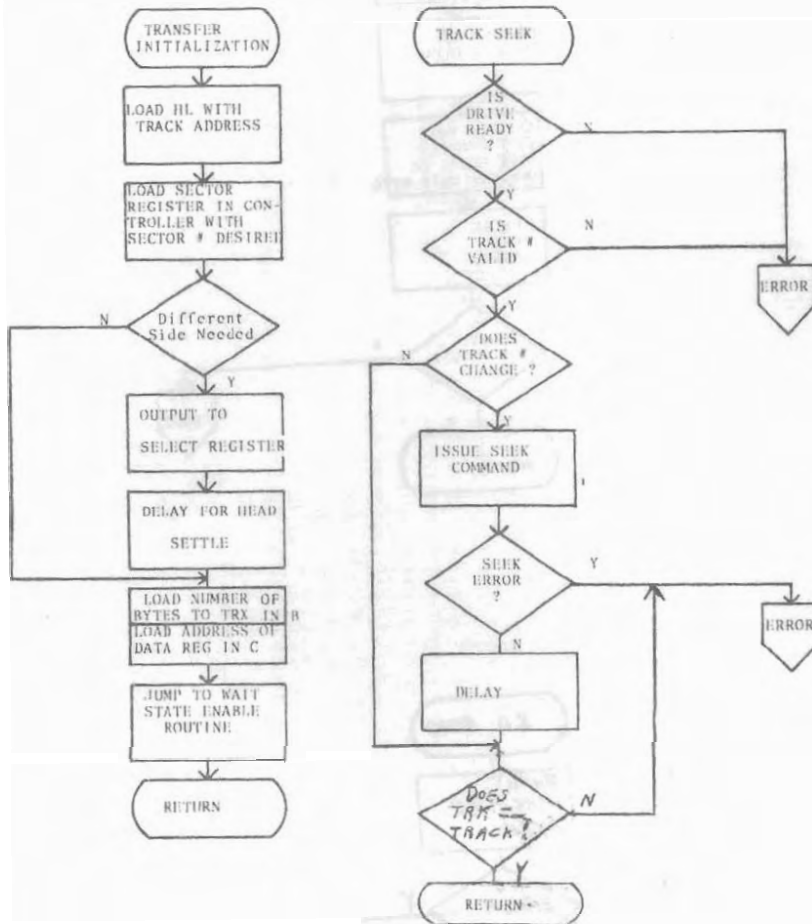 TRANSFER
INITIALIZATION
LOAD HL WITH
TRACK ADDRESS
LOAD SECTOR
REGISTER IN CON-
TROLLER WITH
SECTOR # DESIRED
Different
Side Needed
N
Y
OUTPUT TO
SELECT REGISTER
DELAY FOR HEAD
SETTLE
LOAD NUMBER OF
BYTES TO TRX IN B
LOAD ADDRESS OF
DATA REG IN C
JUMP TO WAIT
STATE ENABLE
ROUTINE
RETURN
TRACK SEEK
IS
DRIVE
READY
?
N
Y
IS
TRACK #
VALID
N
Y
ERROR
DOES
TRACK #
CHANGE ?
N
Y
ISSUE SEEK
COMMAND
SEEK
ERROR
?
Y
N
ERROR
DELAY
DOES
TRK =
TRACK ?
N
Y
RETURN